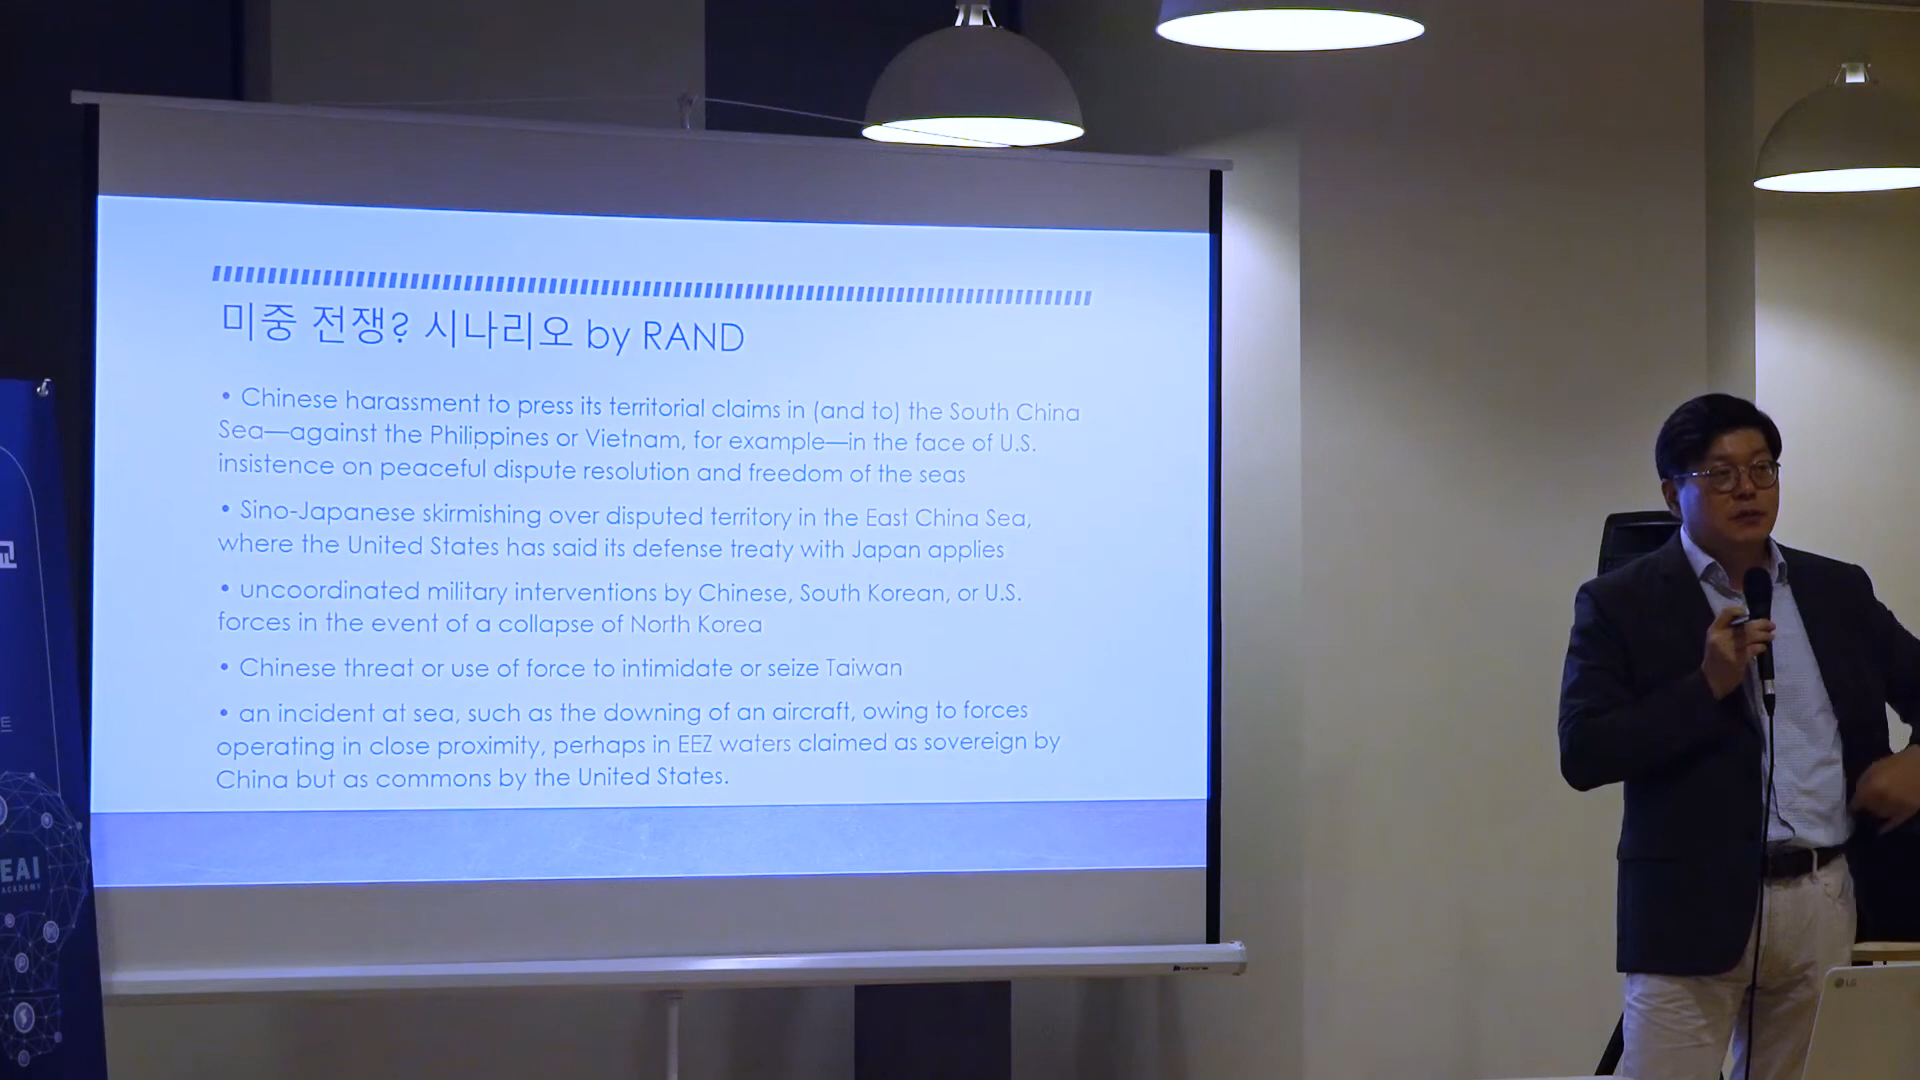 미중 전쟁? 시나리오 by RAND
• Chinese harassment to press its territorial claims in (and to) the South China
Sea—against the Philippines or Vietnam, for example—in the face of U.S.
insistence on peaceful dispute resolution and freedom of the seas
• Sino-Japanese skirmishing over disputed territory in the East China Sea,
where the United States has said its defense treaty with Japan applies
• uncoordinated military interventions by Chinese, South Korean, or U.S.
forces in the event of a collapse of North Korea
• Chinese threat or use of force to intimidate or seize Taiwan
• an incident at sea, such as the downing of an aircraft, owing to forces
operating in close proximity, perhaps in EEZ waters claimed as sovereign by
China but as commons by the United States.
교
트
EAI
ACADEMY
LG